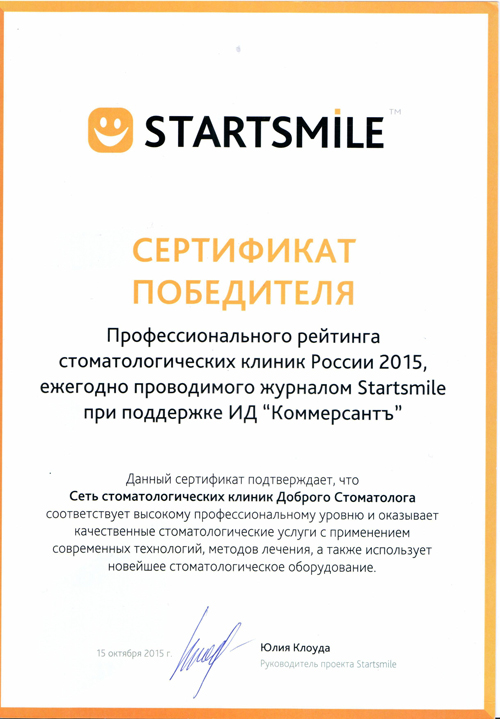 STARTSMiLE™
СЕРТИФИКАТ
ПОБЕДИТЕЛЯ
Профессионального рейтинга
стоматологических клиник России 2015,
ежегодно проводимого журналом Startsmile
при поддержке ИД “Коммерсантъ”
Данный сертификат подтверждает, что
Сеть стоматологических клиник Доброго Стоматолога
соответствует высокому профессиональному уровню и оказывает
качественные стоматологические услуги с применением
современных технологий, методов лечения, а также использует
новейшее стоматологическое оборудование.
15 октября 2015 г.
Юлия Клоуда
Руководитель проекта Startsmile